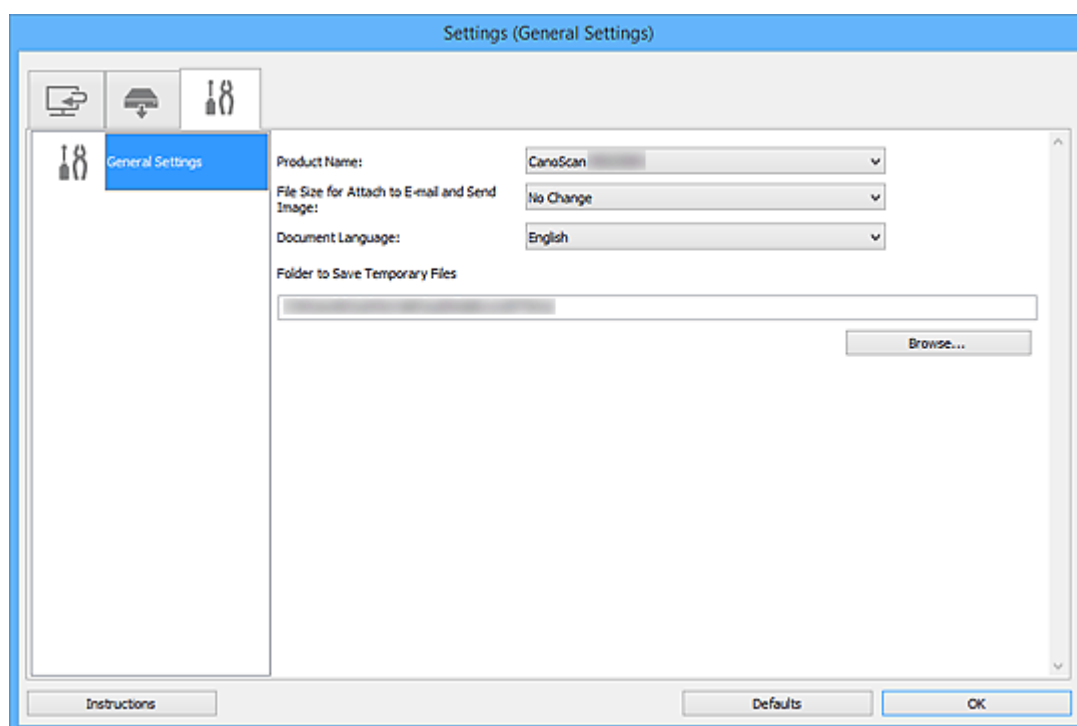 Settings (General Settings)
General Settings
Product Name:
CanoScan
File Size for Attach to E-mail and Send
Image:
No Change
Document Language:
English
Folder to Save Temporary Files
Browse...
Instructions
Defaults
OK